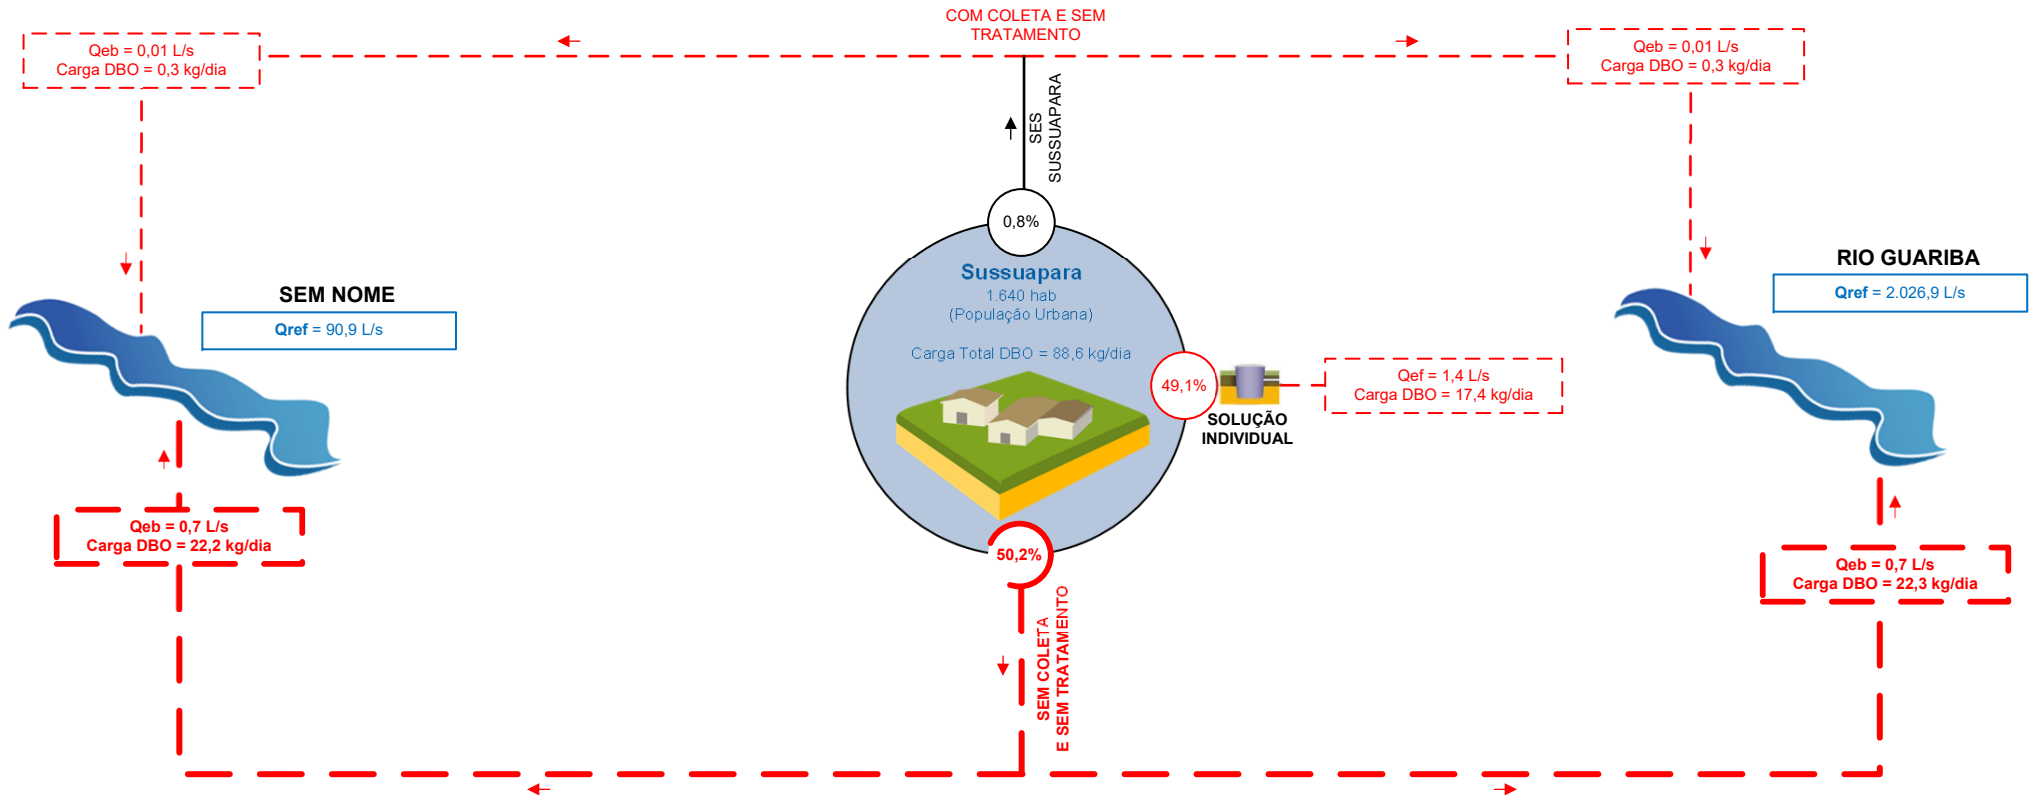 COM COLETA E SEM
TRATAMENTO
Qeb = 0,01 L/s
Carga DBO = 0,3 kg/dia
Qeb = 0,01 L/s
Carga DBO = 0,3 kg/dia
SES
SUSSUAPARA
0,8%
Sussuapara
1.640 hab
(População Urbana)
Carga Total DBO = 88,6 kg/dia
SEM NOME
Qref = 90,9 L/s
RIO GUARIBA
Qref = 2.026,9 L/s
49,1%
SOLUÇÃO
INDIVIDUAL
Qef = 1,4 L/s
Carga DBO = 17,4 kg/dia
50,2%
SEM COLETA
E SEM TRATAMENTO
Qeb = 0,7 L/s
Carga DBO = 22,2 kg/dia
Qeb = 0,7 L/s
Carga DBO = 22,3 kg/dia